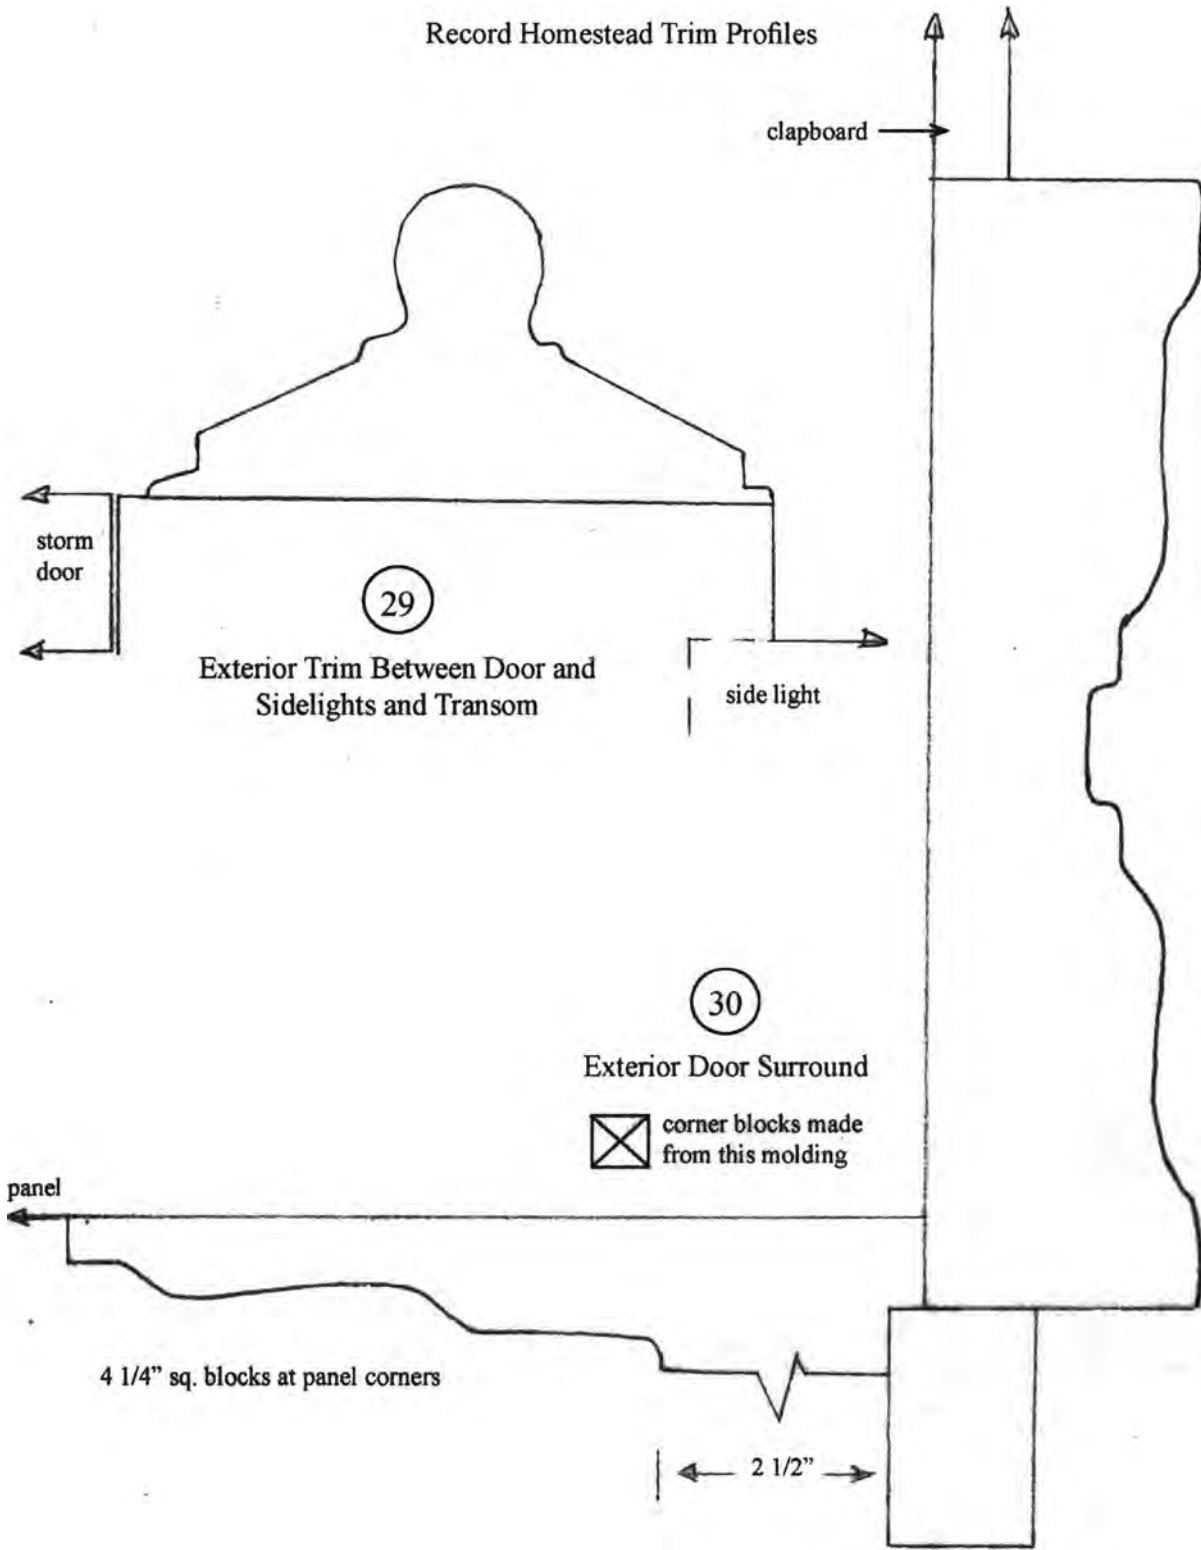 Record Homestead Trim Profiles
clapboard
storm
door
29
Exterior Trim Between Door and
Sidelights and Transom
side light
30
Exterior Door Surround
corner blocks made
from this molding
panel
4 1/4” sq. blocks at panel corners
2 1/2”